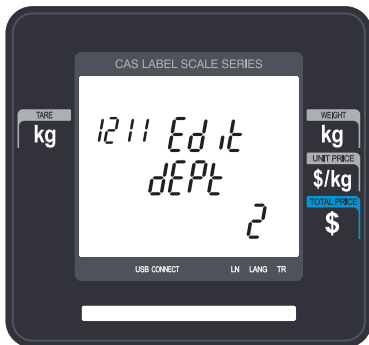 CAS LABEL SCALE SERIES
TARE
kg
1211 Edit
dEPt
2
WEIGHT
kg
UNIT PRICE
$/kg
TOTAL PRICE
$
USB CONNECT LN LANG TR